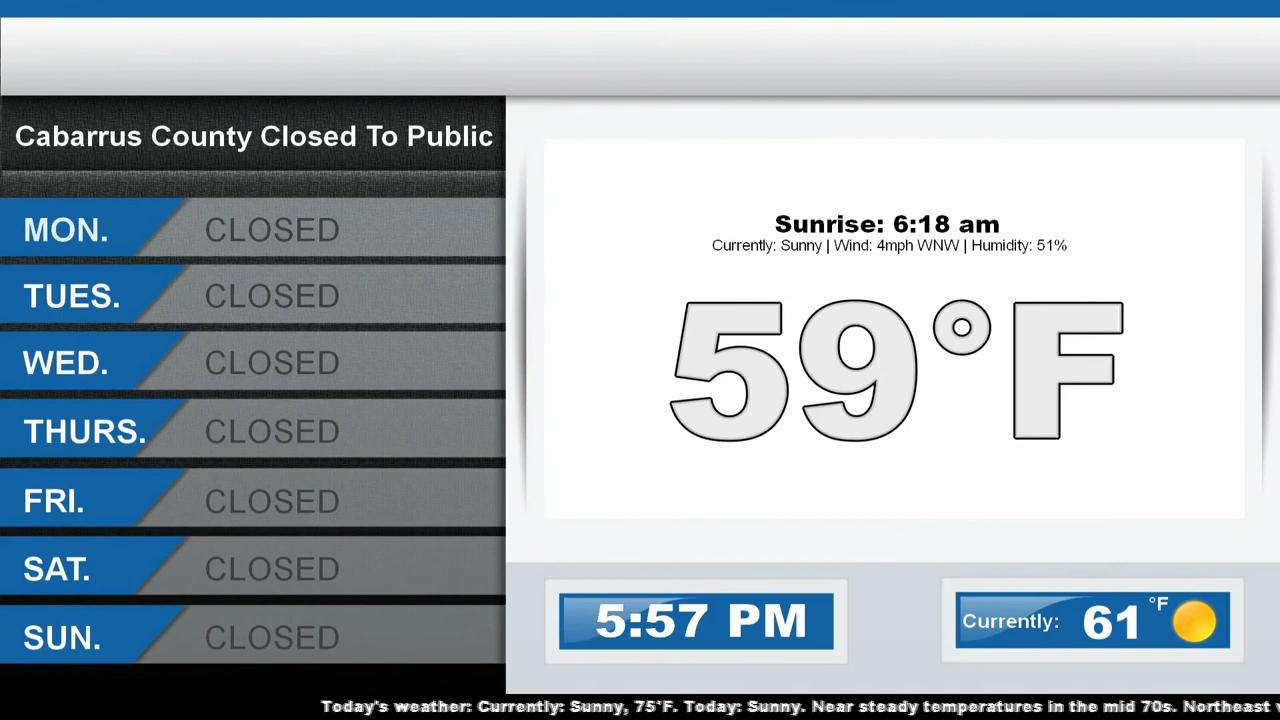 Cabarrus County Closed To Public
MON. CLOSED
TUES. CLOSED
WED. CLOSED
THURS. CLOSED
FRI. CLOSED
SAT. CLOSED
SUN. CLOSED
Sunrise: 6:18 am
Currently: Sunny | Wind: 4mph WNW | Humidity: 51%
59°F
5:57 PM
Currently: 61 °F
Today's weather: Currently: Sunny, 75°F. Today: Sunny. Near steady temperatures in the mid 70s. Northeast